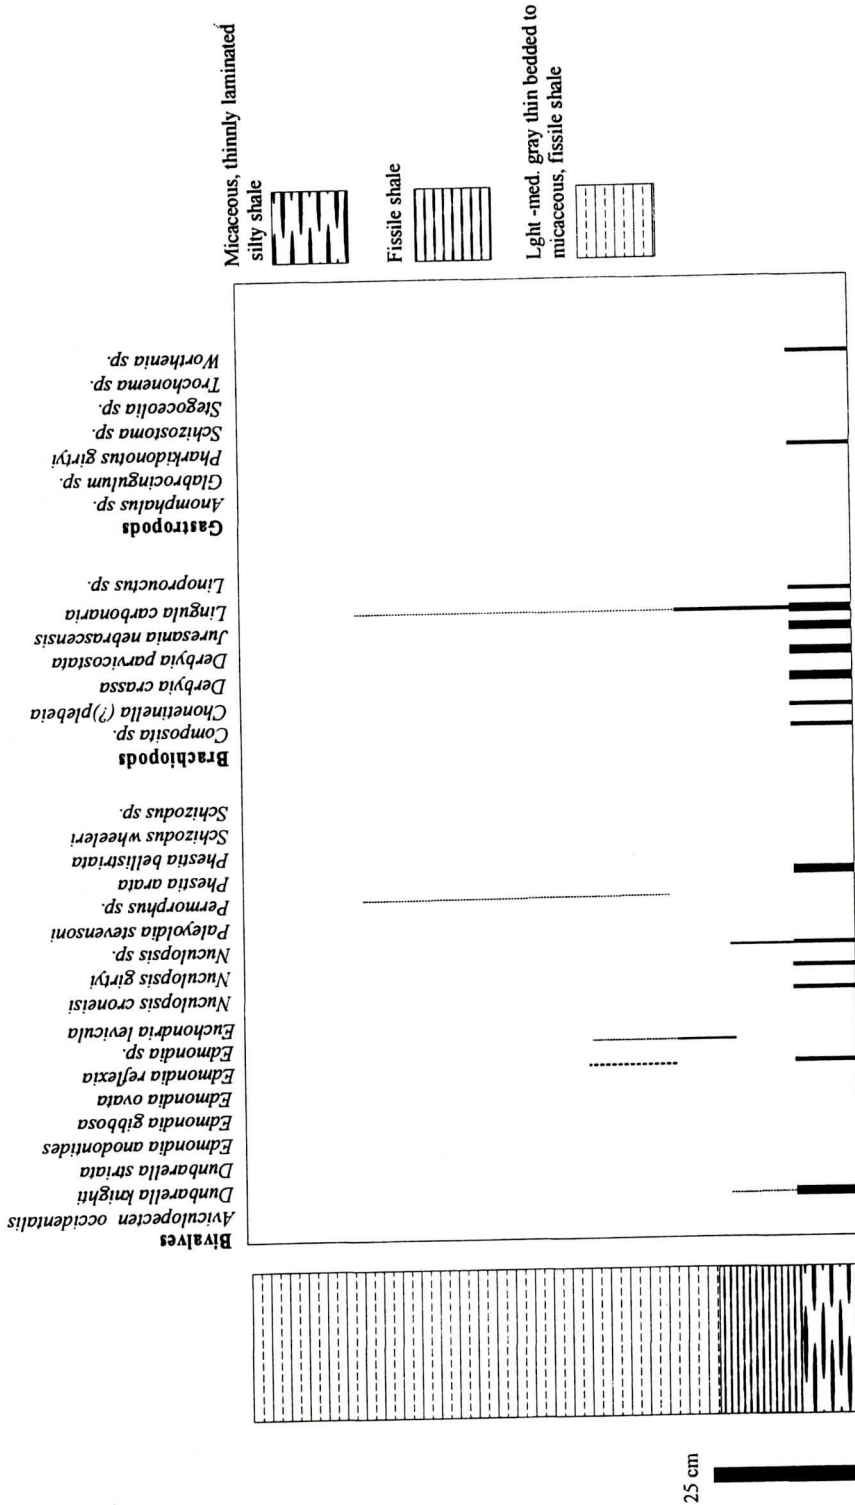 Bivalves
Aviculopecten occidentalis
Dunbarella knighti
Dunbarella striata
Edmondia anodontides
Edmondia gibbosa
Edmondia ovata
Edmondia reflexia
Edmondia sp.
Euchondria levicula
Nuculopsis croneisi
Nuculopsis girtyi
Nuculopsis sp.
Paleyoldia stevensoni
Permorphus sp.
Phestia arata
Phestia bellistriata
Schizodus wheeleri
Schizodus sp.
Brachiopods
Composita sp.
Chonetinella (?)plebeia
Derbyia crassa
Derbyia parvicostata
Juresania nebrascensis
Lingula carbonaria
Linoprouctus sp.
Gastropods
Anomphalus sp.
Glabrocingulum sp.
Pharkidonotus girtyi
Schizostoma sp.
Stegoceolia sp.
Trochonema sp.
Worthenia sp.
Micaceous, thinnly laminated
silty shale
Fissile shale
Lght -med. gray thin bedded to
micaceous, fissile shale
25 cm